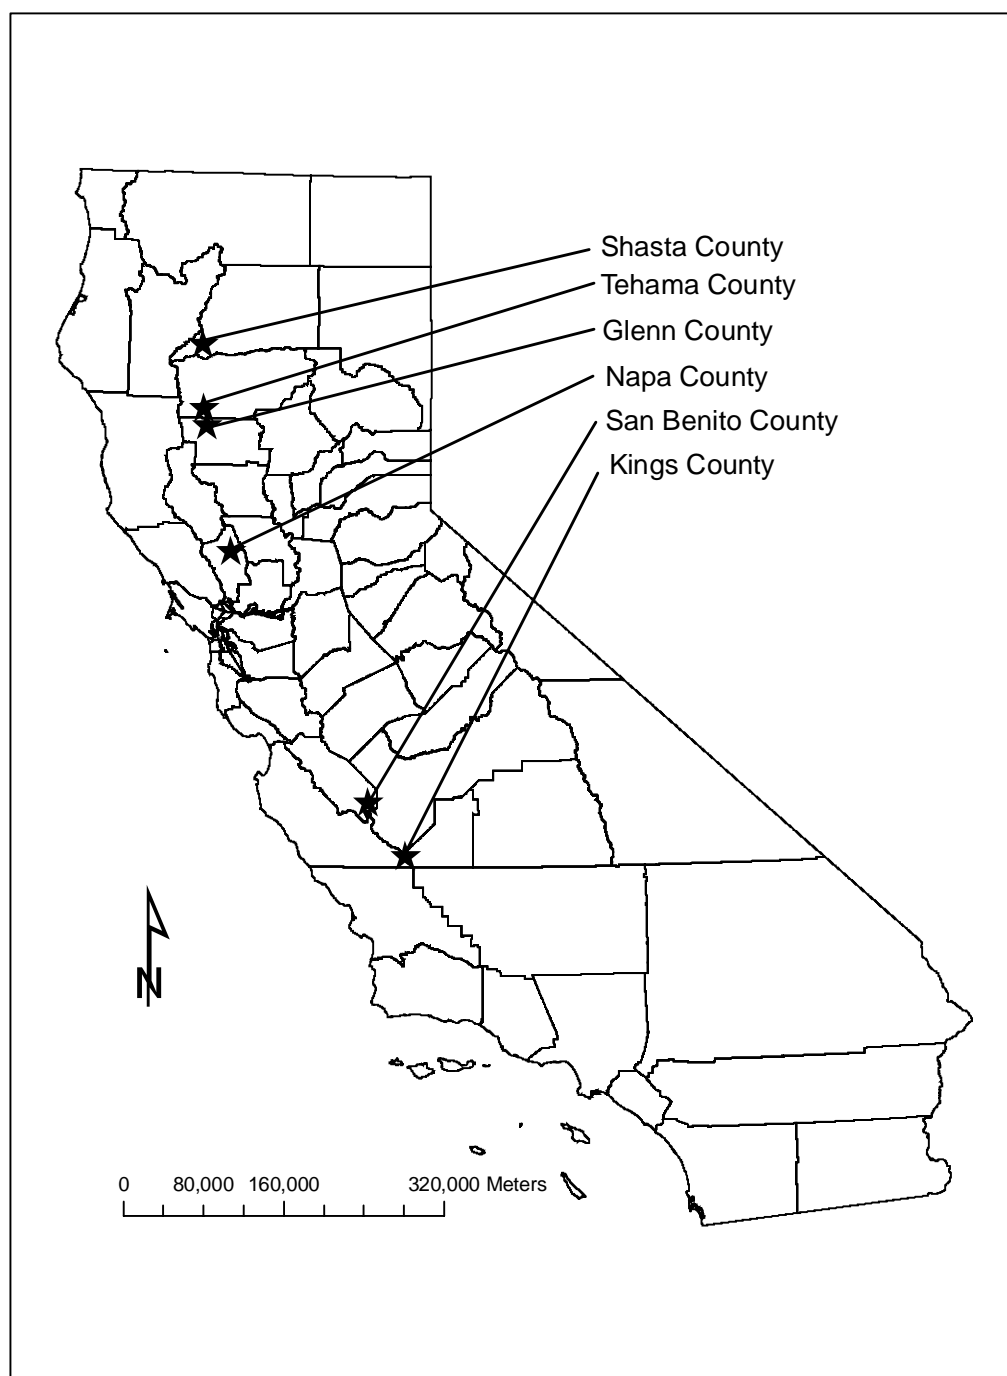 Shasta County
Tehama County
Glenn County
Napa County
San Benito County
Kings County
N
0 80,000 160,000 320,000 Meters